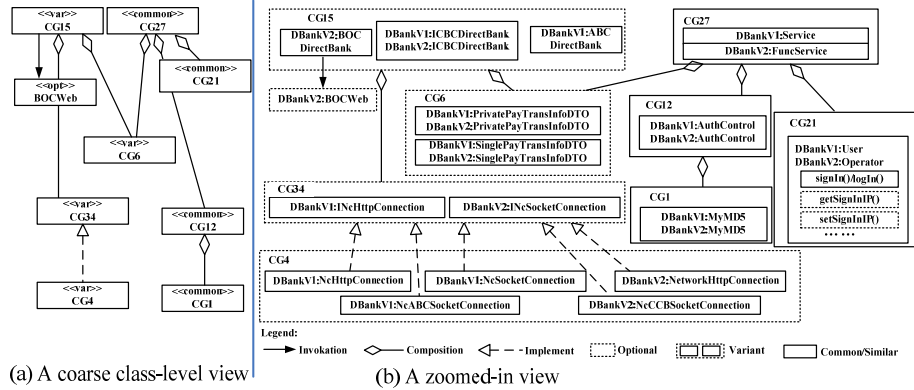 <<var>>
CG15
<<common>>
CG27
<<common>>
CG21
<<opt>>
BOCWeb
<<var>>
CG6
<<var>>
CG34
<<common>>
CG12
<<var>>
CG4
<<common>>
CG1
(a) A coarse class-level view
CG15
DBankV2:BOC
DirectBank
DBankV1:ICBCDirectBank
DBankV2:ICBCDirectBank
DBankV1:ABC
DirectBank
DBankV2:BOCWeb
CG27
DBankV1:Service
DBankV2:FuncService
CG6
DBankV1:PrivatePayTransInfoDTO
DBankV2:PrivatePayTransInfoDTO
DBankV1:SinglePayTransInfoDTO
DBankV2:SinglePayTransInfoDTO
CG12
DBankV1:AuthControl
DBankV2:AuthControl
CG21
DBankV1:User
DBankV2:Operator
signIn()/logIn()
getSignInIP()
setSignInIP()
... ...
CG34
DBankV1:INcHttpConnection
DBankV2:INcSocketConnection
CG1
DBankV1:MyMD5
DBankV2:MyMD5
CG4
DBankV1:NcHttpConnection
DBankV1:NcSocketConnection
DBankV2:NetworkHttpConnection
DBankV1:NcABCSocketConnection
DBankV2:NcCCBSocketConnection
Legend:
Invokation
Composition
Implement
Optional
Variant
Common/Similar
(b) A zoomed-in view